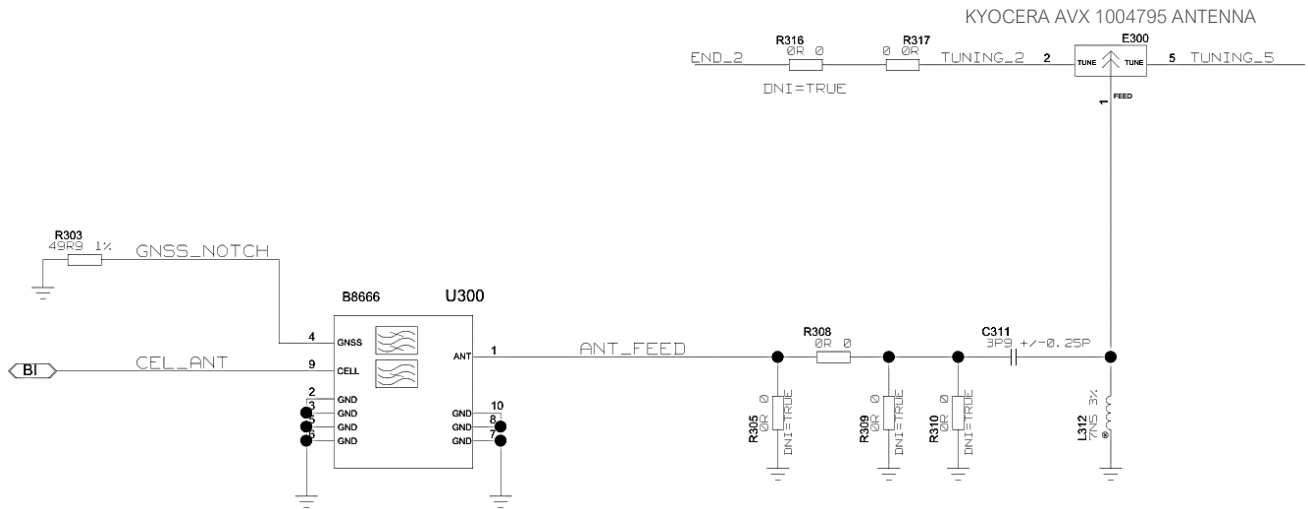 KYOCERA AVX 1004795 ANTENNA
R316
0R 0
R317
0 0R
E300
END_2
TUNING_2
2
TUNE
TUNE
5
TUNING_5
DNI=TRUE
1
FEED
R303
49R9 1%
GNSS_NOTCH
B8666
U300
4
GNSS
CEL_ANT
BI
9
CELL
ANT
1
ANT_FEED
R308
0R 0
C311
3P9 +/-0.25P
2
GND
3
GND
5
GND
6
GND
GND
10
GND
8
GND
7
R305
0R 0
DNI=TRUE
R309
0R 0
DNI=TRUE
R310
0R 0
DNI=TRUE
L312
7N5 3%